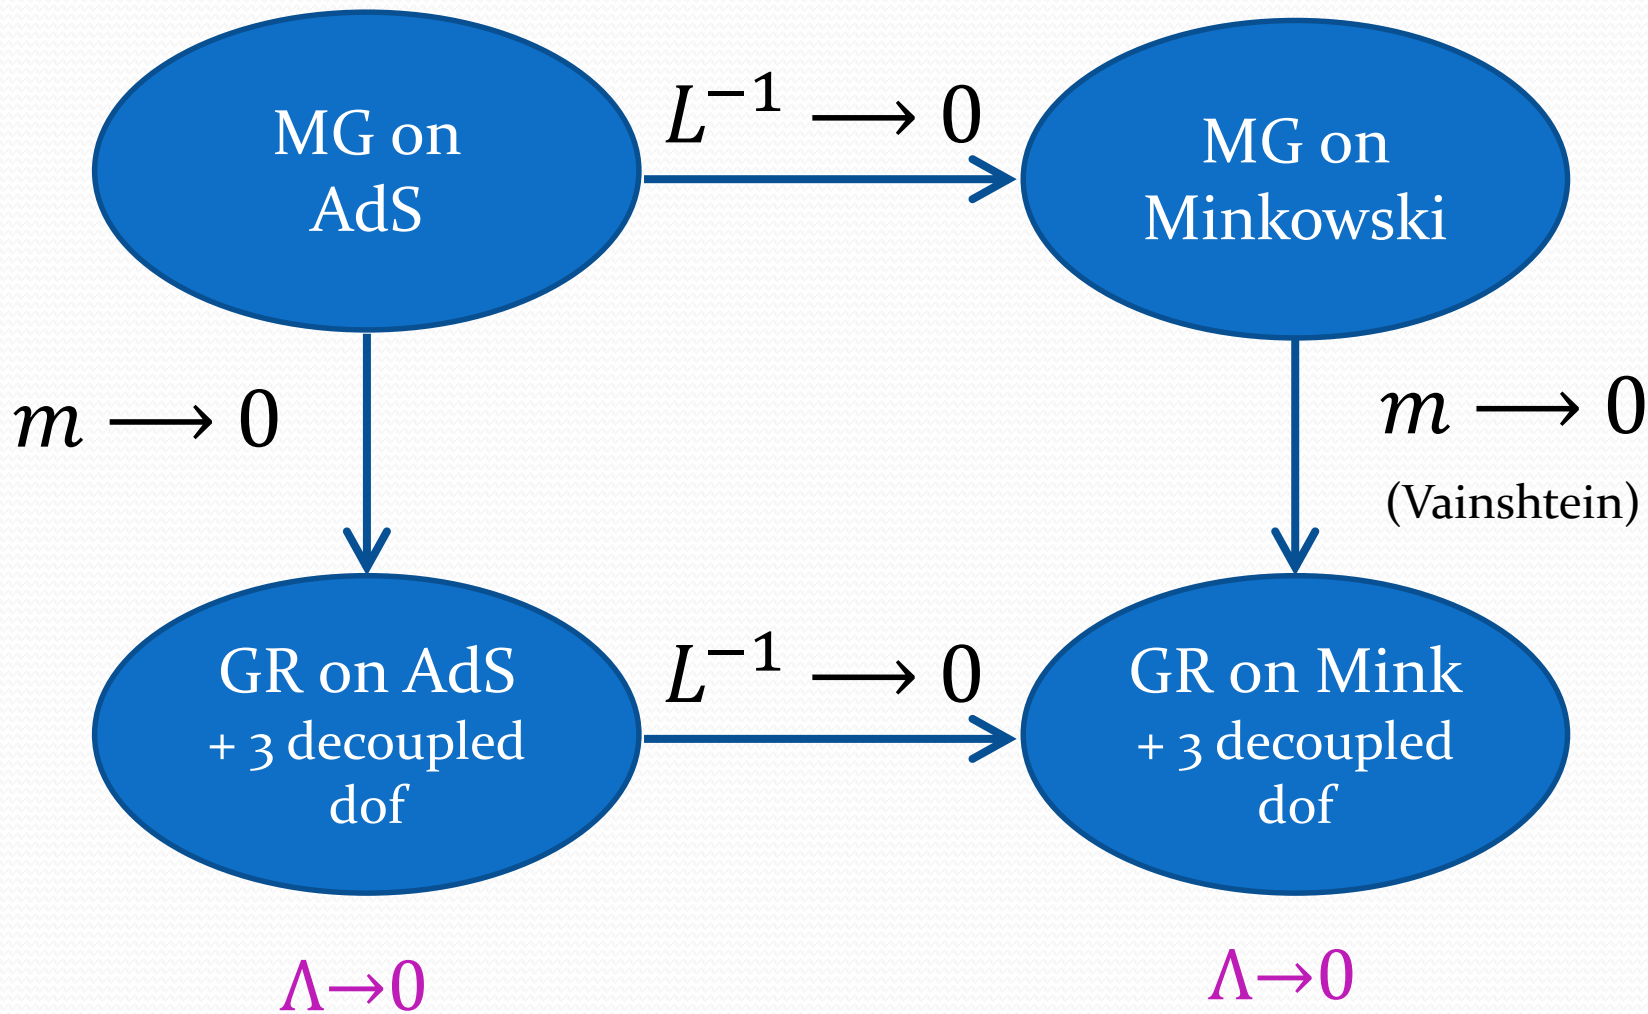 MG on
AdS
L⁻¹ ⟶ 0
MG on
Minkowski
m ⟶ 0
m ⟶ 0
(Vainshtein)
GR on AdS
+ 3 decoupled
dof
L⁻¹ ⟶ 0
GR on Mink
+ 3 decoupled
dof
Λ→0
Λ→0